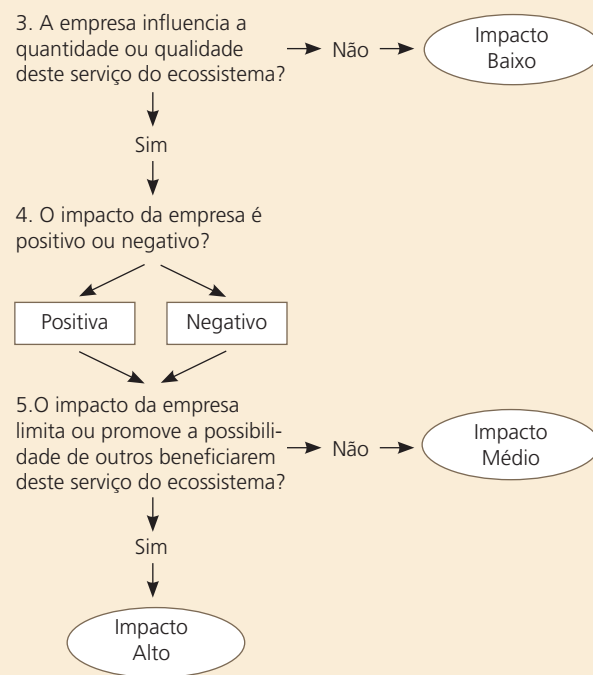 3. A empresa influencia a
quantidade ou qualidade
deste serviço do ecossistema?
Não
Impacto
Baixo
Sim
4. O impacto da empresa é
positivo ou negativo?
Positiva
Negativo
5.O impacto da empresa
limita ou promove a possibili-
dade de outros beneficiarem
deste serviço do ecossistema?
Não
Impacto
Médio
Sim
Impacto
Alto